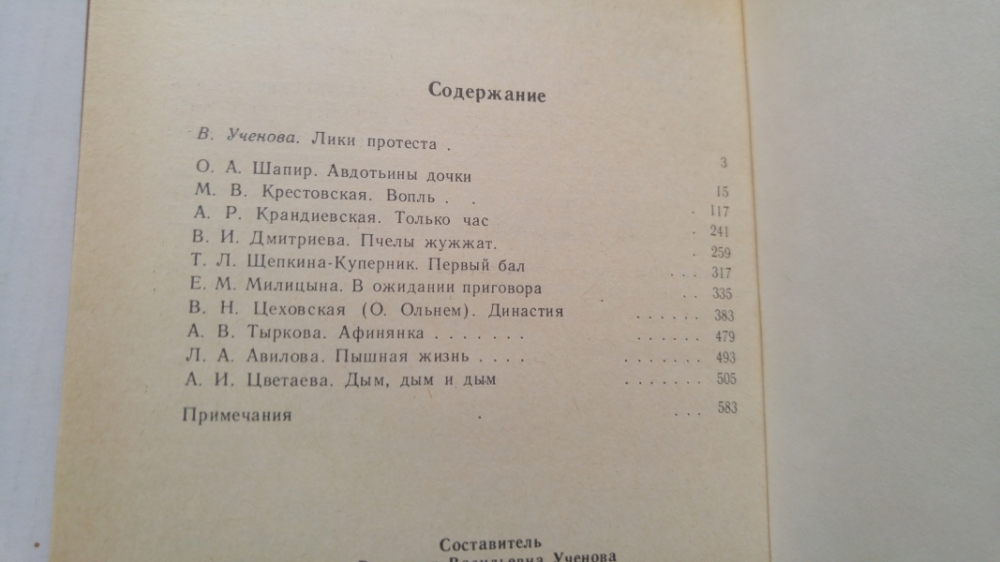 Содержание
В. Ученова. Лики протеста . 3
О. А. Шапир. Авдотьины дочки 15
М. В. Крестовская. Вопль . . . 117
А. Р. Крандиевская. Только час . 241
В. И. Дмитриева. Пчелы жужжат. . 259
Т. Л. Щепкина-Куперник. Первый бал . . . 317
Е. М. Милицына. В ожидании приговора . . 335
В. Н. Цеховская (О. Ольнем). Династия . . . . . . 383
А. В. Тыркова. Афинянка . . . . . . . . . . . . . 479
Л. А. Авилова. Пышная жизнь . . . . . . . . . . . 493
А. И. Цветаева. Дым, дым и дым . . . . . . . 505
Примечания . . . 583
Составитель
Васильевна Ученова